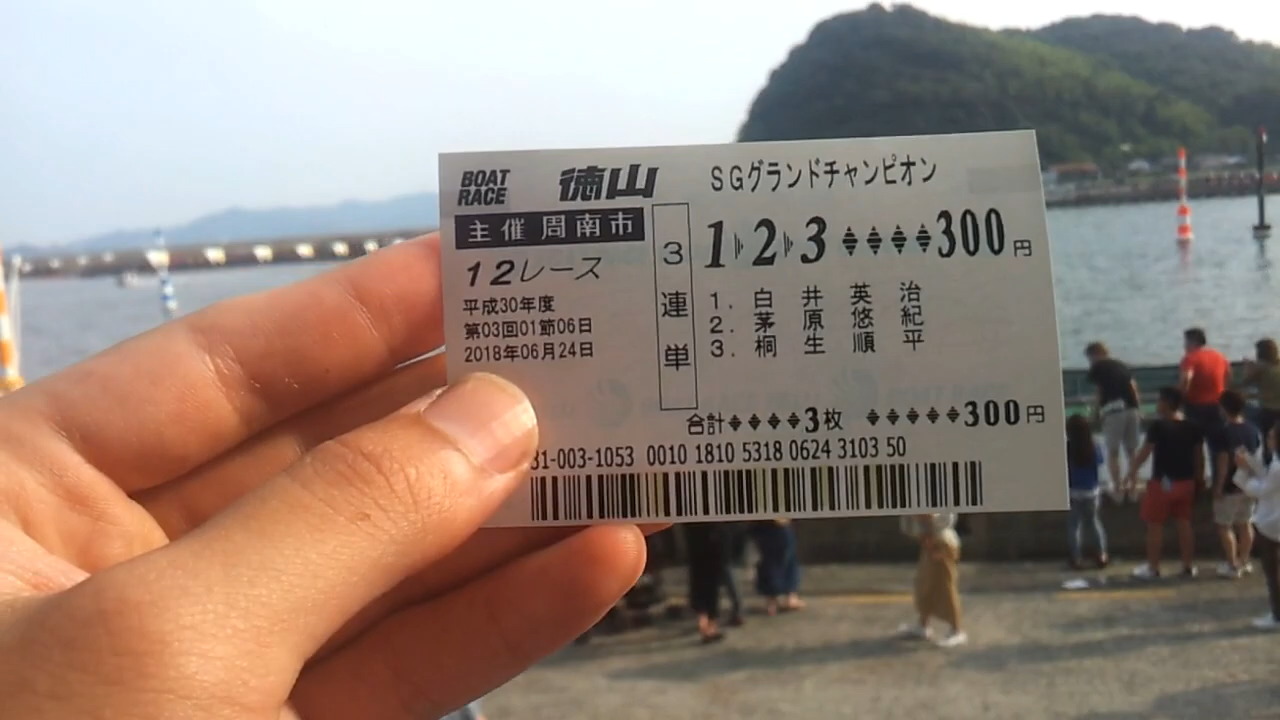 BOAT RACE 徳山 SGグランドチャンピオン
主催 周南市
12レース
平成30年度
第03回01節06日
2018年06月24日
3連単
1 2 3 300円
1. 白井英治
2. 茅原悠紀
3. 桐生順平
合計 3枚 300円
31-003-1053 0010 1810 5318 0624 3103 50